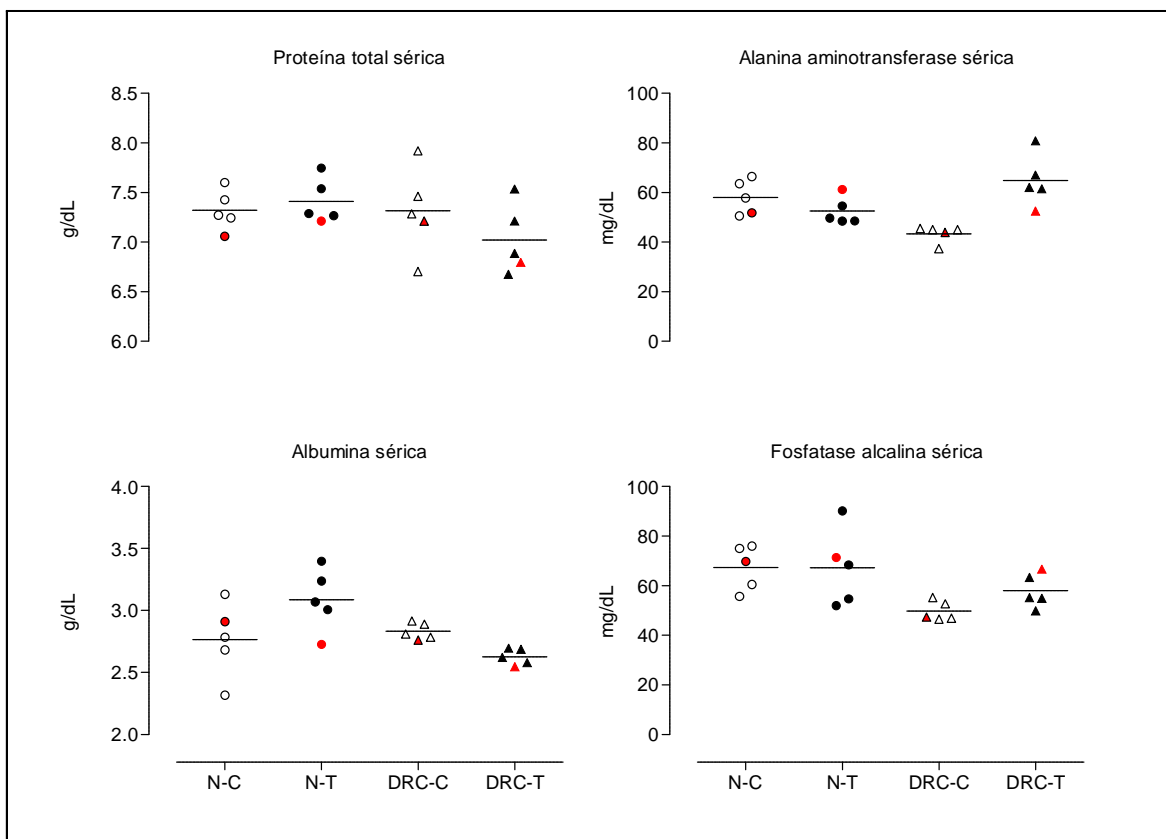 Proteína total sérica
g/dL
8.5
8.0
7.5
7.0
6.5
6.0
Alanina aminotransferase sérica
mg/dL
100
80
60
40
20
0
Albumina sérica
g/dL
4.0
3.5
3.0
2.5
2.0
N-C N-T DRC-C DRC-T
Fosfatase alcalina sérica
mg/dL
100
80
60
40
20
0
N-C N-T DRC-C DRC-T